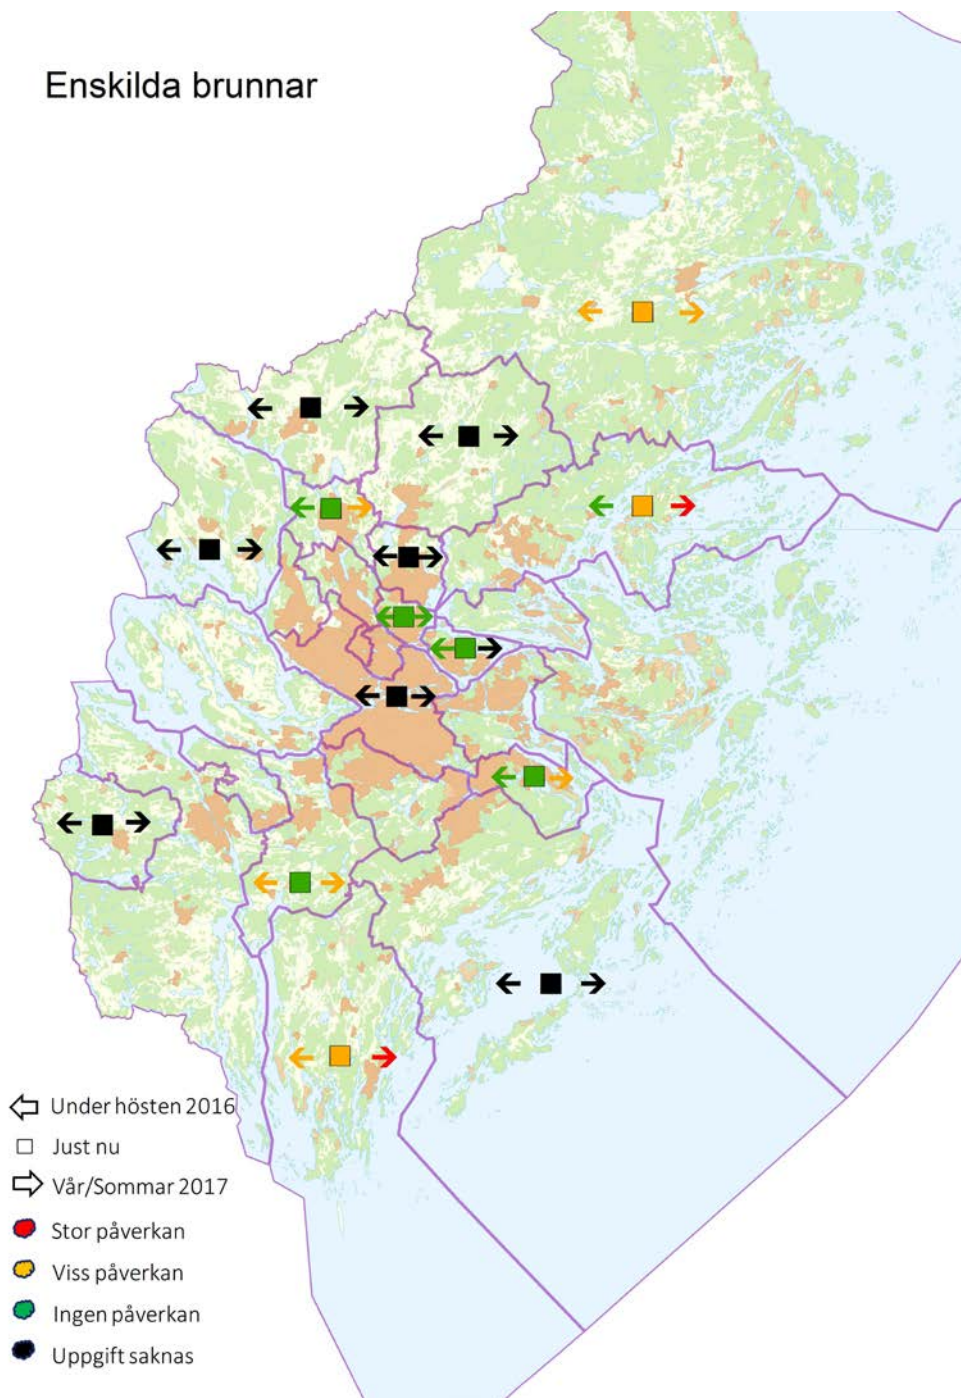 Enskilda brunnar
Under hösten 2016
Just nu
Vår/Sommar 2017
Stor påverkan
Viss påverkan
Ingen påverkan
Uppgift saknas